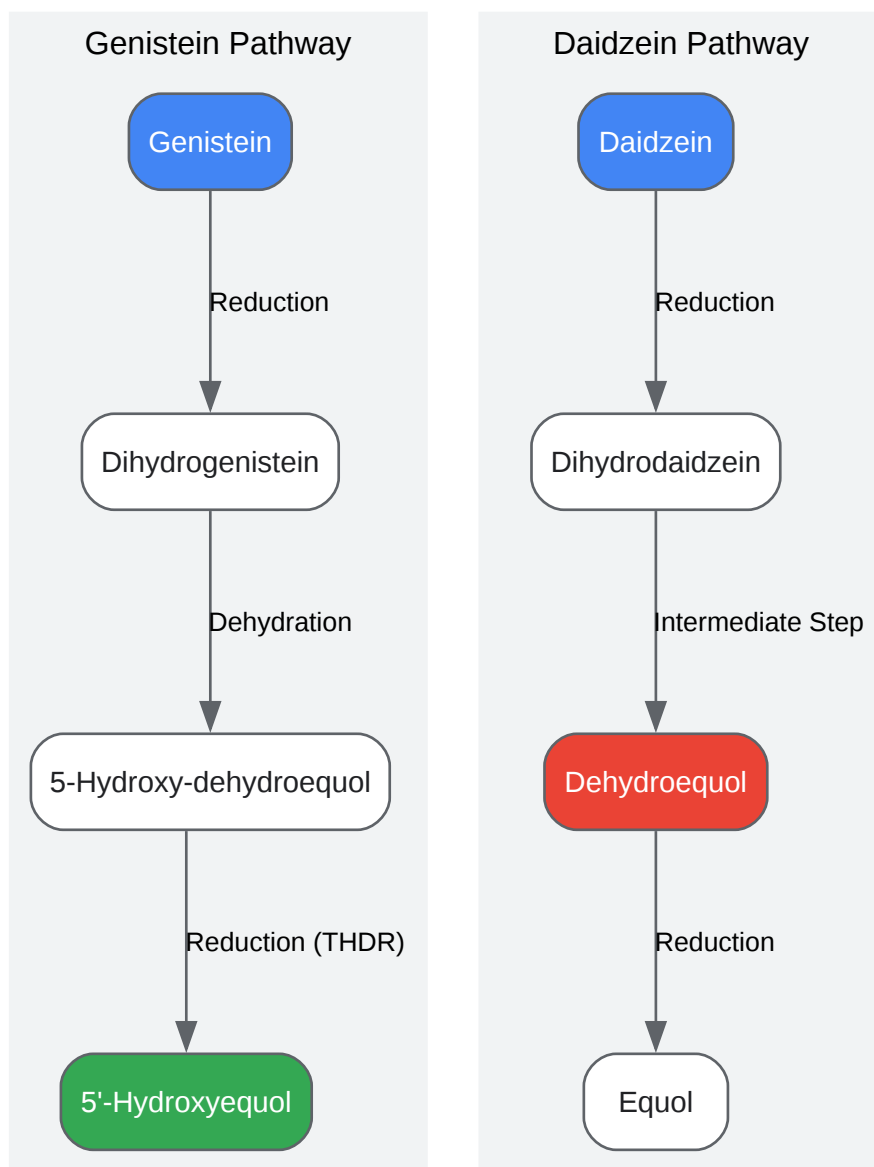 Genistein Pathway
Genistein
Reduction
Dihydrogenistein
Dehydration
5-Hydroxy-dehydroequol
Reduction (THDR)
5'-Hydroxyequol
Daidzein Pathway
Daidzein
Reduction
Dihydrodaidzein
Intermediate Step
Dehydroequol
Reduction
Equol